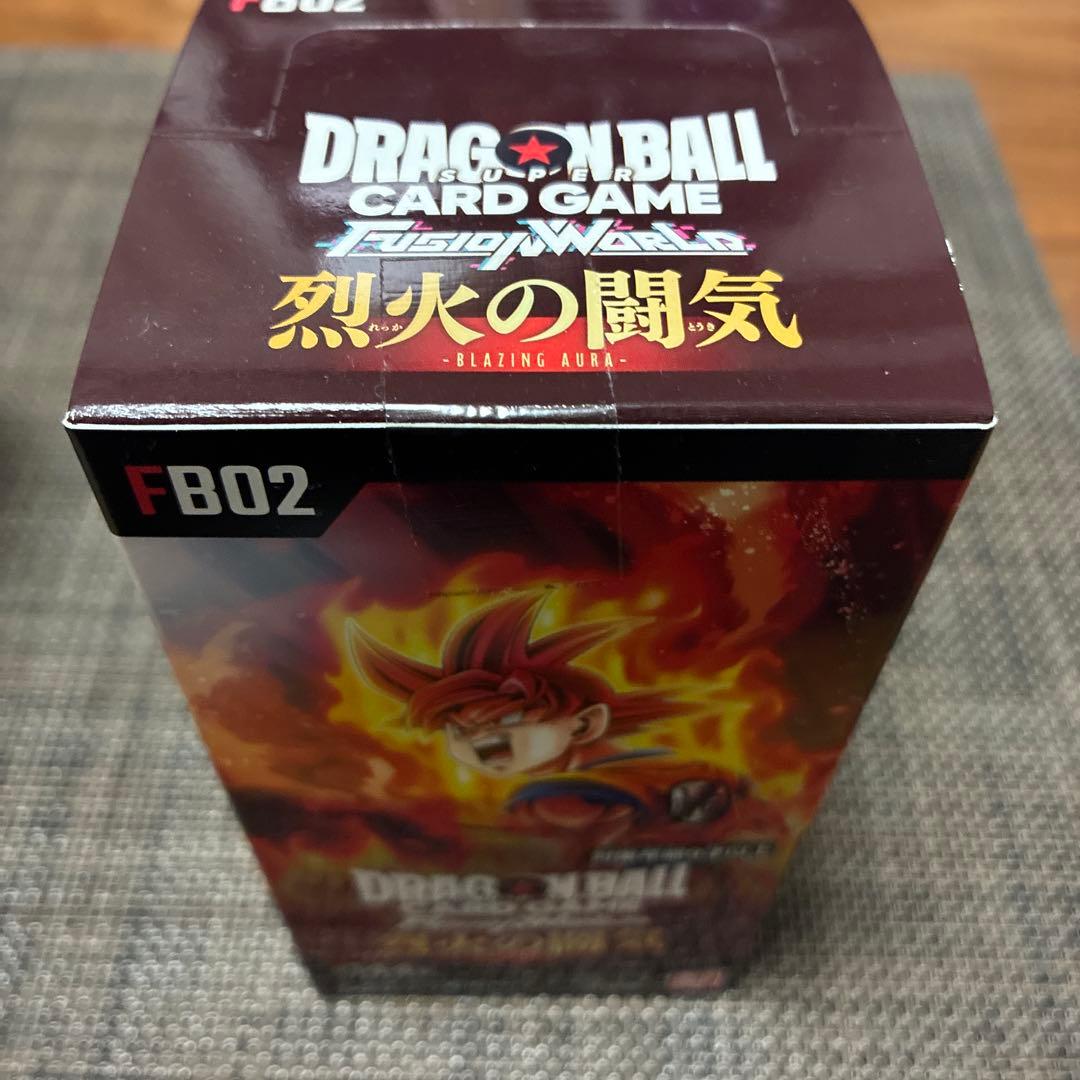 FB02
DRAGON BALL
SUPER
CARD GAME
FUSION WORLD
烈火の闘気
れっか とうき
-BLAZING AURA-
FB02
DRAGON BALL